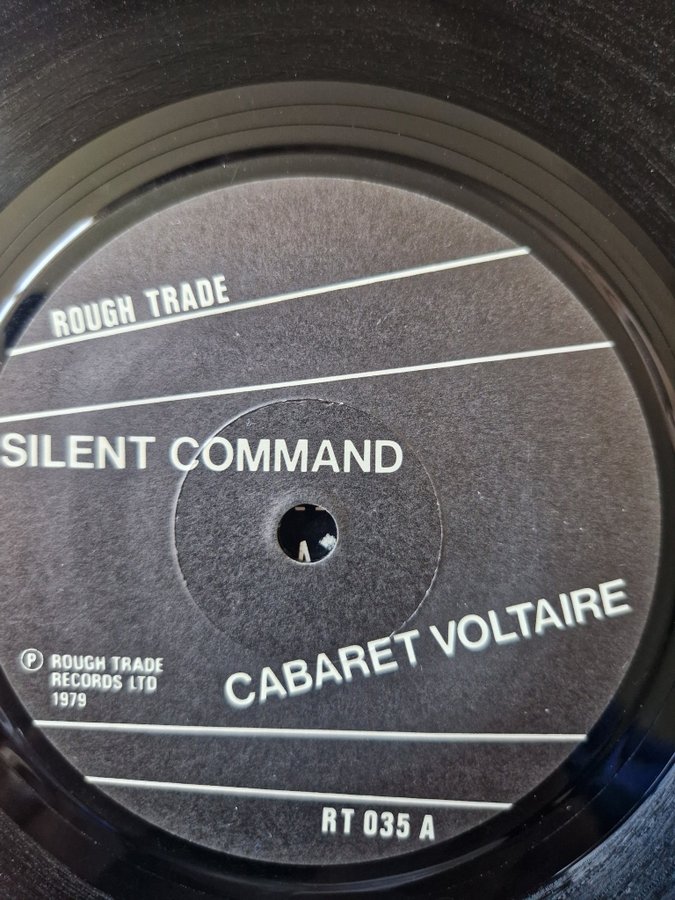 ROUGH TRADE
SILENT COMMAND
CABARET VOLTAIRE
Ⓟ ROUGH TRADE
RECORDS LTD
1979
RT 035 A